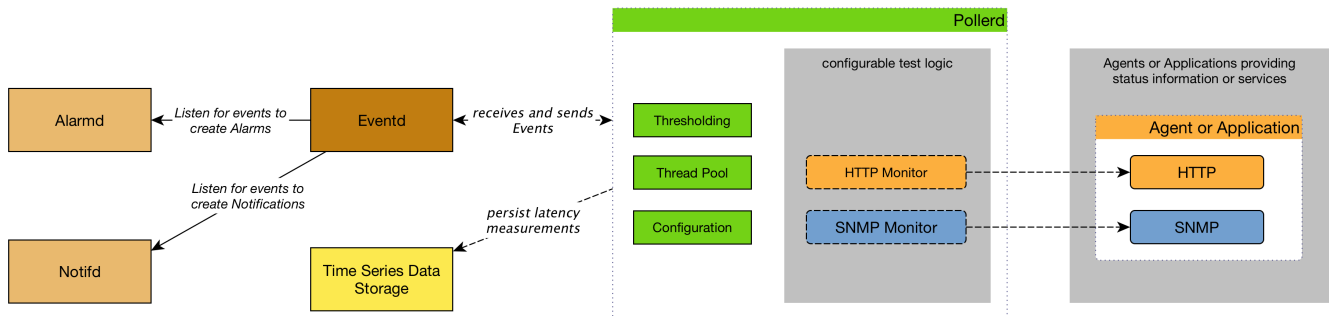 Pollerd
configurable test logic
Agents or Applications providing
status information or services
Alarmd
Listen for events to
create Alarms
Eventd
receives and sends
Events
Thresholding
Agent or Application
Thread Pool
HTTP Monitor
HTTP
Listen for events to
create Notifications
persist latency
measurements
Configuration
SNMP Monitor
SNMP
Notifd
Time Series Data
Storage